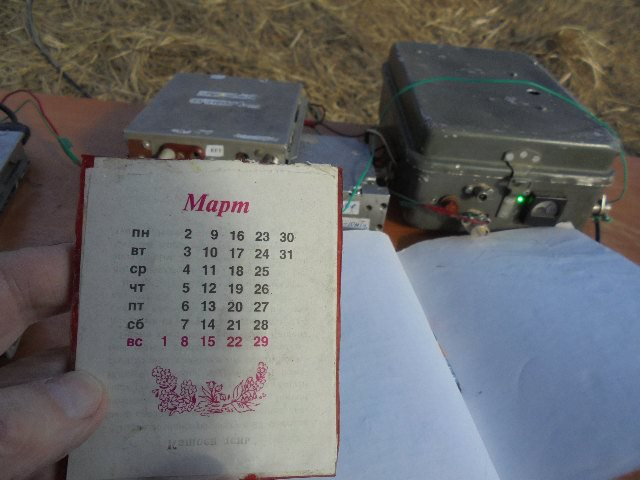 Март
пн 2 9 16 23 30
вт 3 10 17 24 31
ср 4 11 18 25
чт 5 12 19 26
пт 6 13 20 27
сб 7 14 21 28
вс 1 8 15 22 29